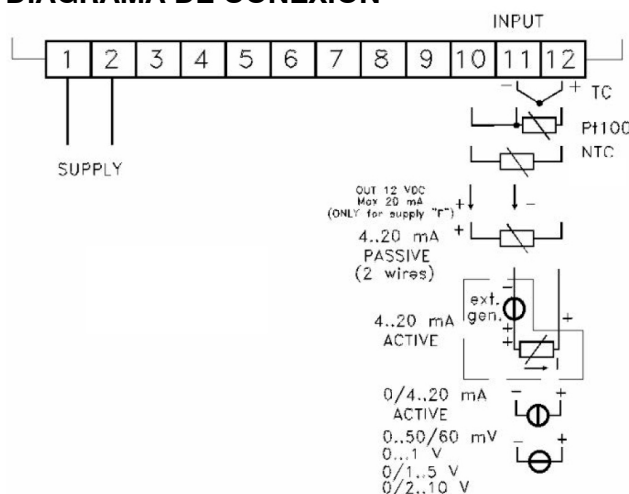 DIAGRAMA DE CONEXIÓN
INPUT
1 2 3 4 5 6 7 8 9 10 11 12
- + TC
Pt100
NTC
SUPPLY
OUT 12 VDC
Max 20 mA
(ONLY for supply "F")
+ -
4..20 mA
PASSIVE
(2 wires)
+
-
ext.
gen.
+
+
+
4..20 mA
ACTIVE
I
0/4..20 mA
ACTIVE
- +
0..50/60 mV
0...1 V
0/1..5 V
0/2..10 V
- +